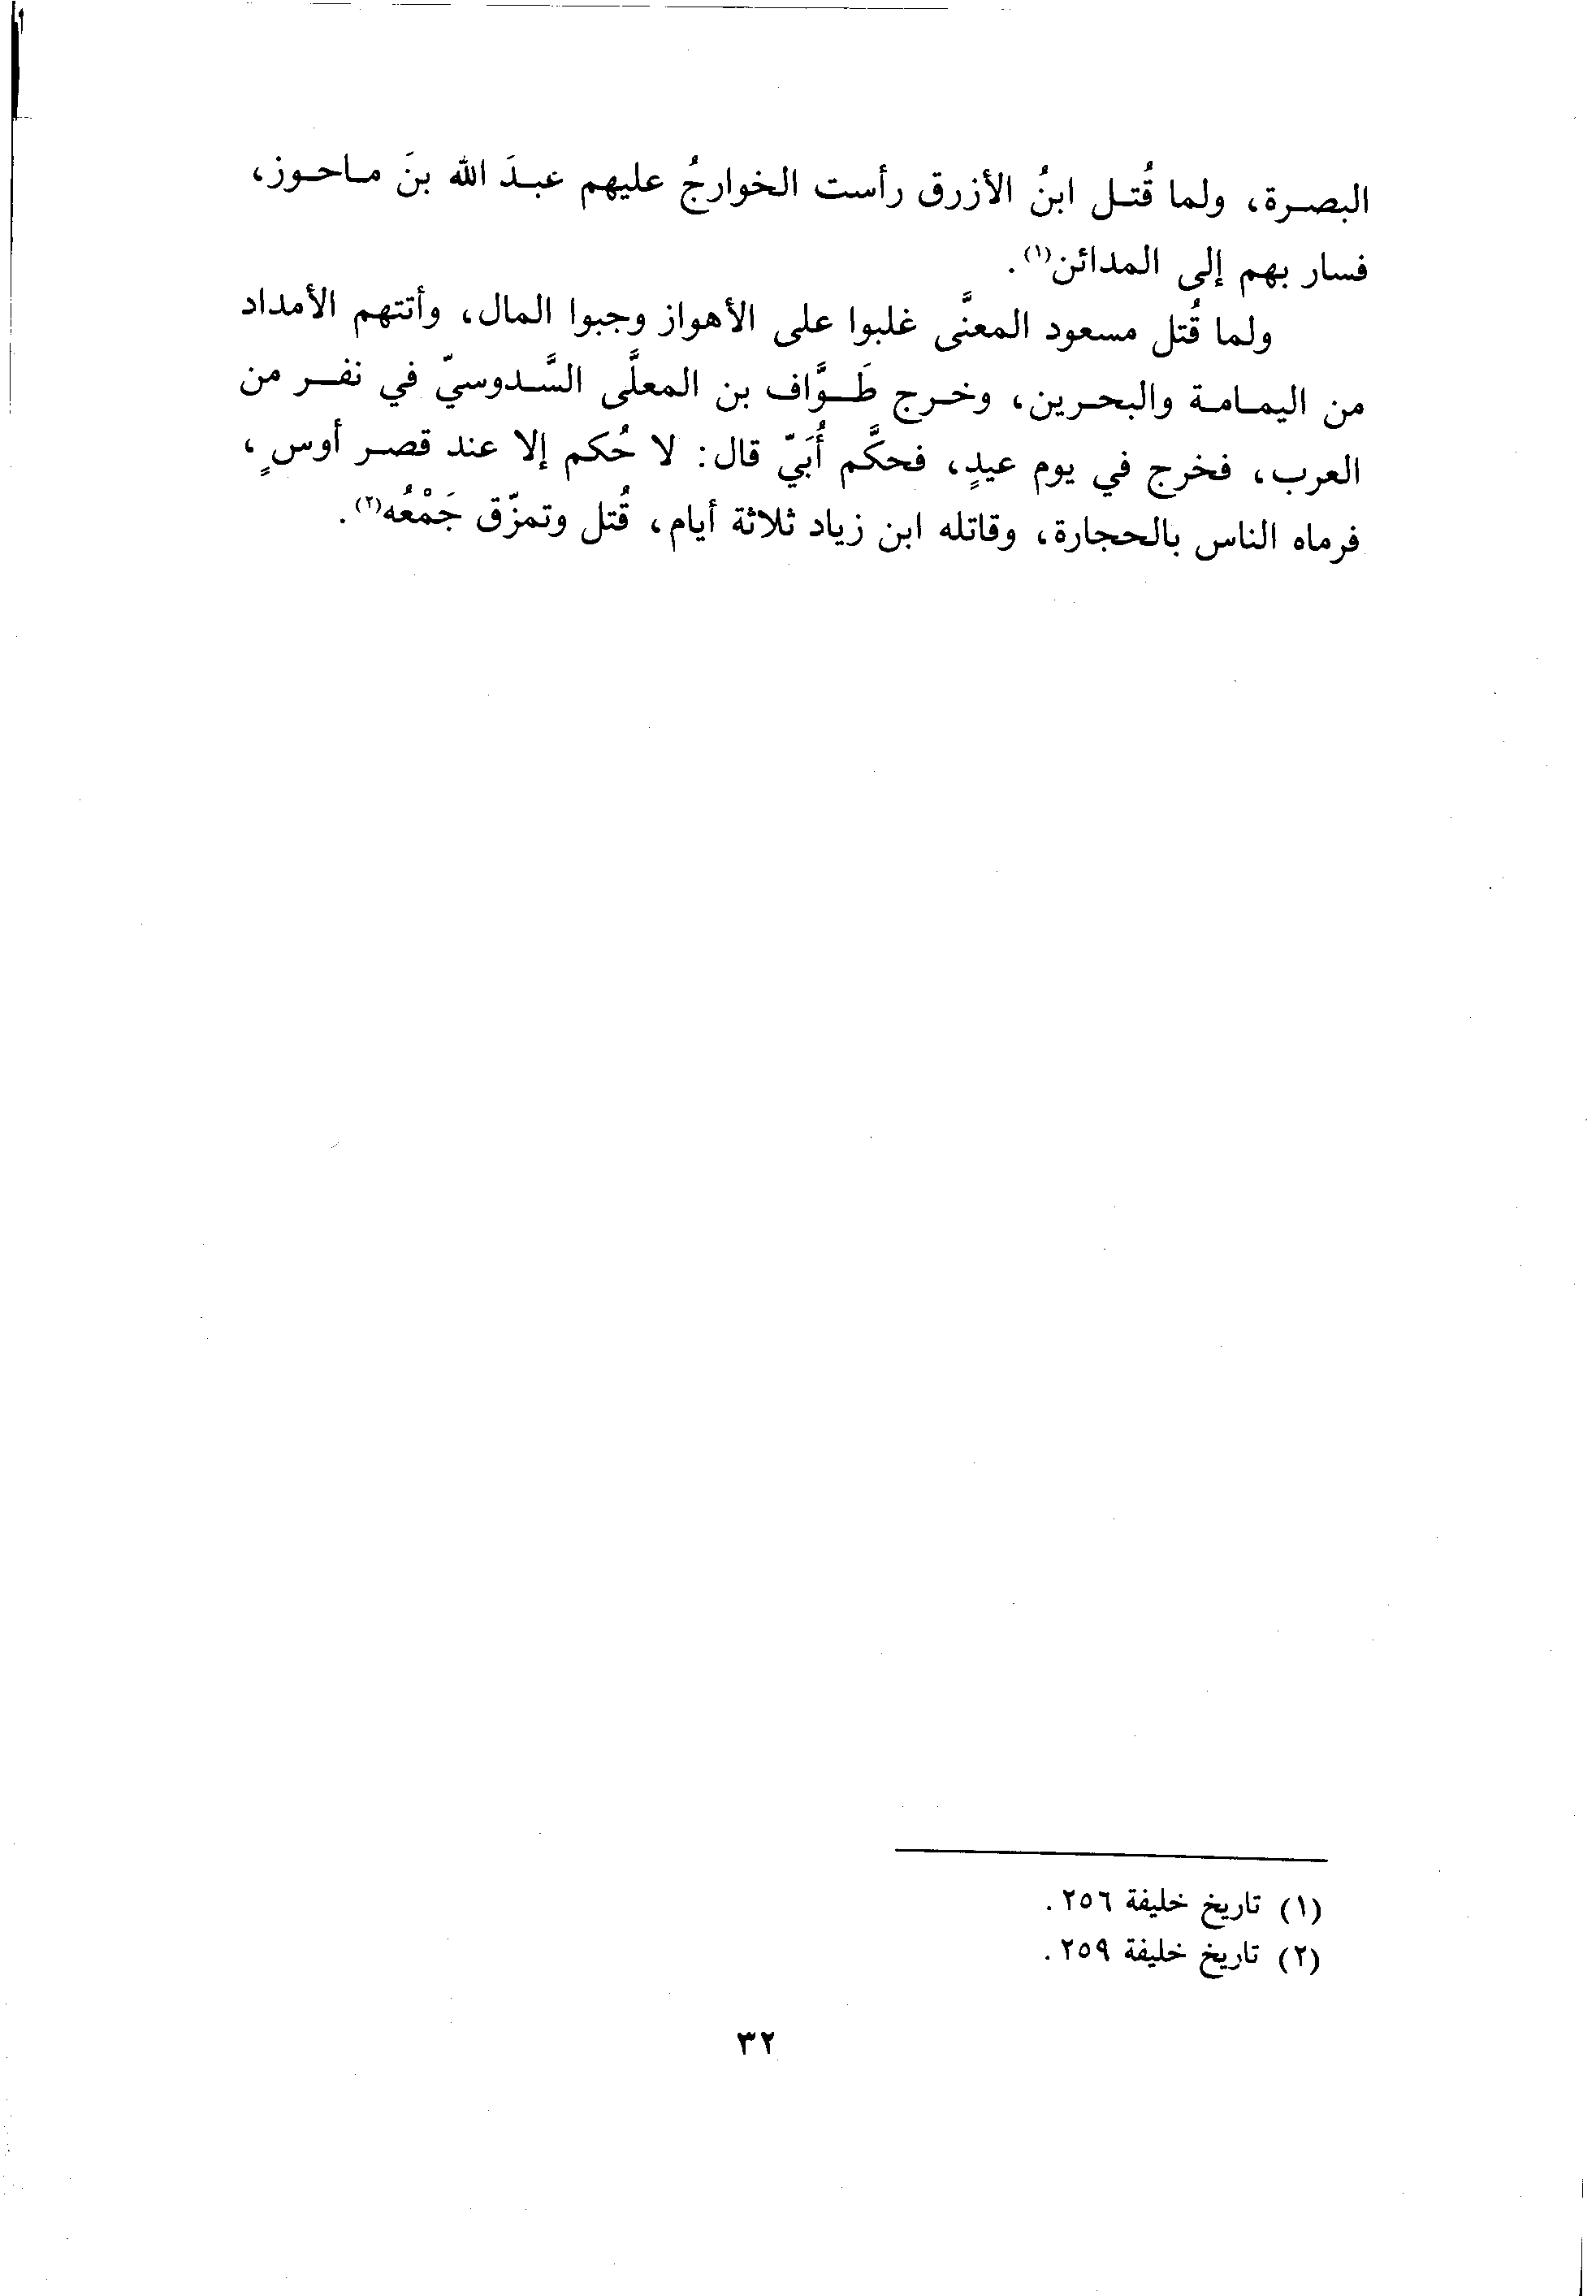 البصرة، ولما قُتل ابنُ الأزرق رأست الخوارجُ عليهم عبدَ الله بنَ ماحوز،
فسار بهم إلى المدائن(١).
ولما قُتل مسعود المعنَّى غلبوا على الأهواز وجبوا المال، وأتتهم الأمداد
من اليمامة والبحرين، وخرج طَوَّاف بن المعلَّى السَّدوسيّ في نفر من
العرب، فخرج في يوم عيدٍ، فحكَّم أُبَيّ قال: لا حُكم إلا عند قصر أوسٍ،
فرماه الناس بالحجارة، وقاتله ابن زياد ثلاثة أيام، قُتل وتمزّق جَمْعُه(٢).
(١) تاريخ خليفة ٢٥٦.
(٢) تاريخ خليفة ٢٥٩.
٣٢